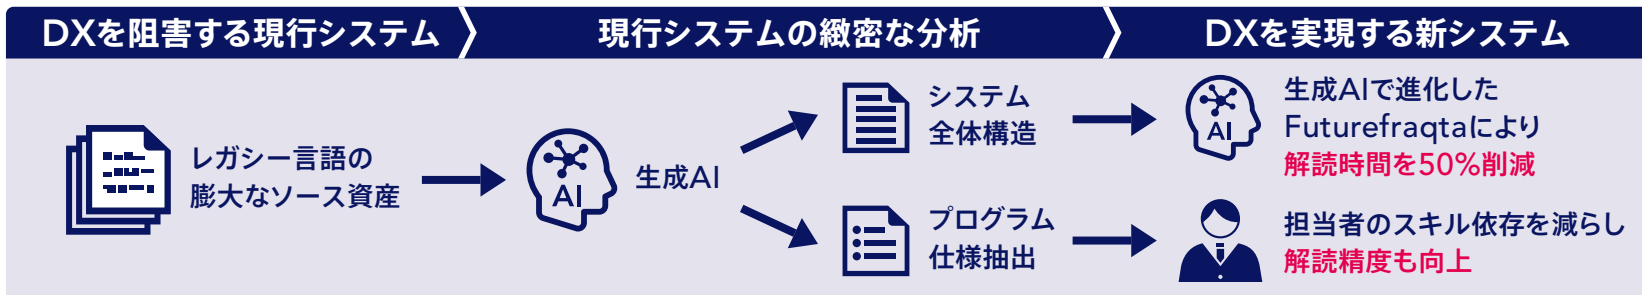 DXを阻害する現行システム
現行システムの緻密な分析
DXを実現する新システム
レガシー言語の
膨大なソース資産
AI
生成AI
システム
全体構造
プログラム
仕様抽出
AI
生成AIで進化した
Futurefraqtaにより
解読時間を50%削減
担当者のスキル依存を減らし
解読精度も向上